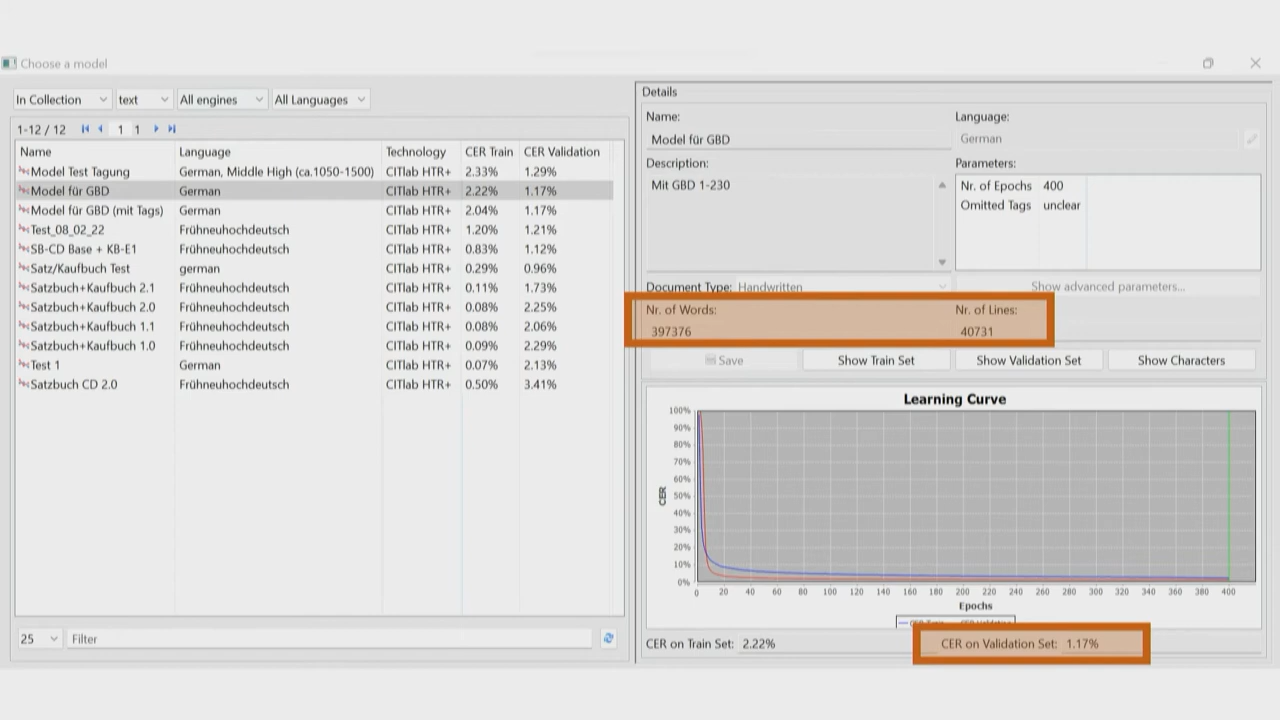 Choose a model
In Collection text All engines All Languages
1-12 / 12 1 1
Name Language Technology CER Train CER Validation
Model Test Tagung German, Middle High (ca.1050-1500) CITlab HTR+ 2.33% 1.29%
Model für GBD German CITlab HTR+ 2.22% 1.17%
Model für GBD (mit Tags) German CITlab HTR+ 2.04% 1.17%
Test_08_02_22 Frühneuhochdeutsch CITlab HTR+ 1.20% 1.21%
SB-CD Base + KB-E1 Frühneuhochdeutsch CITlab HTR+ 0.83% 1.12%
Satz/Kaufbuch Test german CITlab HTR+ 0.29% 0.96%
Satzbuch+Kaufbuch 2.1 Frühneuhochdeutsch CITlab HTR+ 0.11% 1.73%
Satzbuch+Kaufbuch 2.0 Frühneuhochdeutsch CITlab HTR+ 0.08% 2.25%
Satzbuch+Kaufbuch 1.1 Frühneuhochdeutsch CITlab HTR+ 0.08% 2.06%
Satzbuch+Kaufbuch 1.0 Frühneuhochdeutsch CITlab HTR+ 0.09% 2.29%
Test 1 German CITlab HTR+ 0.07% 2.13%
Satzbuch CD 2.0 Frühneuhochdeutsch CITlab HTR+ 0.50% 3.41%
25 Filter
Details
Name: Language:
Model für GBD German
Description: Parameters:
Mit GBD 1-230 Nr. of Epochs 400
Omitted Tags unclear
Document Type: Handwritten Show advanced parameters...
Nr. of Words: Nr. of Lines:
397376 40731
Save Show Train Set Show Validation Set Show Characters
Learning Curve
100%
90%
80%
70%
60%
50%
40%
30%
20%
10%
0%
CER
0 20 40 60 80 100 120 140 160 180 200 220 240 260 280 300 320 340 360 380 400
Epochs
CER on Train Set: 2.22% CER on Validation Set: 1.17%